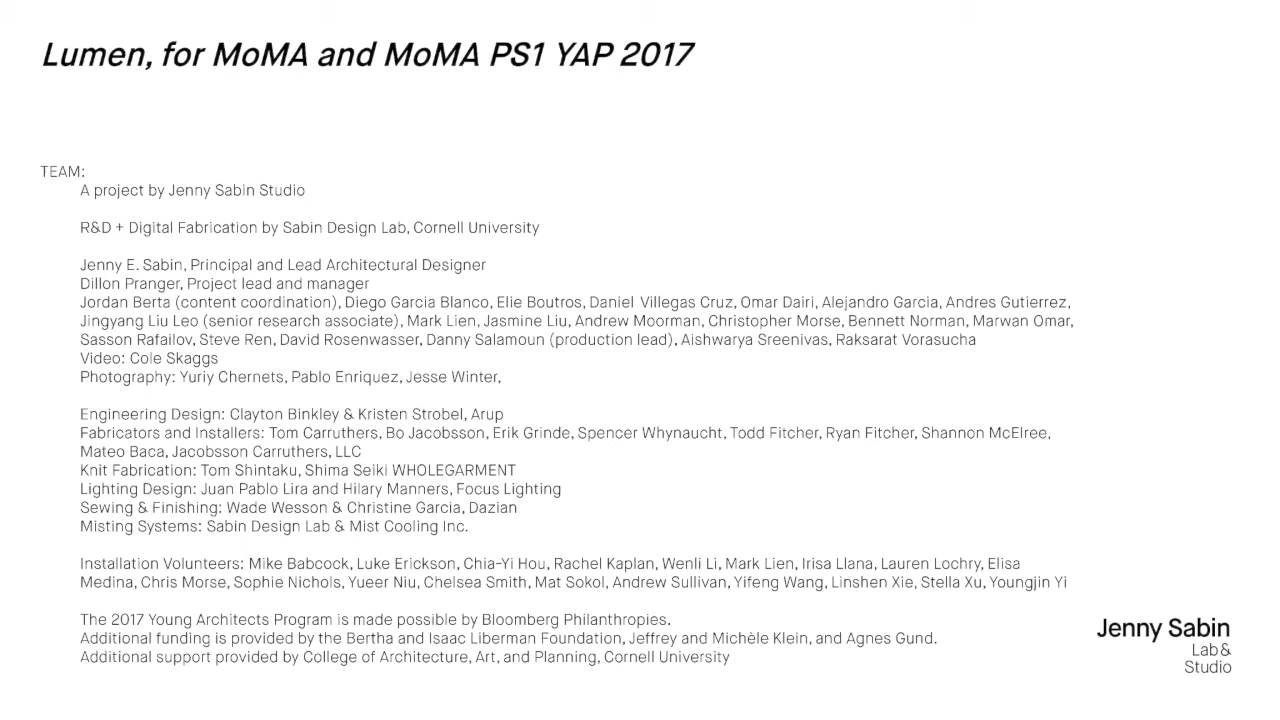 Lumen, for MoMA and MoMA PS1 YAP 2017
TEAM:
A project by Jenny Sabin Studio
R&D + Digital Fabrication by Sabin Design Lab, Cornell University
Jenny E. Sabin, Principal and Lead Architectural Designer
Dillon Pranger, Project lead and manager
Jordan Berta (content coordination), Diego Garcia Blanco, Elie Boutros, Daniel Villegas Cruz, Omar Dairi, Alejandro Garcia, Andres Gutierrez,
Jingyang Liu Leo (senior research associate), Mark Lien, Jasmine Liu, Andrew Moorman, Christopher Morse, Bennett Norman, Marwan Omar,
Sasson Rafailov, Steve Ren, David Rosenwasser, Danny Salamoun (production lead), Aishwarya Sreenivas, Raksarat Vorasucha
Video: Cole Skaggs
Photography: Yuriy Chernets, Pablo Enriquez, Jesse Winter,
Engineering Design: Clayton Binkley & Kristen Strobel, Arup
Fabricators and Installers: Tom Carruthers, Bo Jacobsson, Erik Grinde, Spencer Whynaucht, Todd Fitcher, Ryan Fitcher, Shannon McElree,
Mateo Baca, Jacobsson Carruthers, LLC
Knit Fabrication: Tom Shintaku, Shima Seiki WHOLEGARMENT
Lighting Design: Juan Pablo Lira and Hilary Manners, Focus Lighting
Sewing & Finishing: Wade Wesson & Christine Garcia, Dazian
Misting Systems: Sabin Design Lab & Mist Cooling Inc.
Installation Volunteers: Mike Babcock, Luke Erickson, Chia-Yi Hou, Rachel Kaplan, Wenli Li, Mark Lien, Irisa Llana, Lauren Lochry, Elisa
Medina, Chris Morse, Sophie Nichols, Yueer Niu, Chelsea Smith, Mat Sokol, Andrew Sullivan, Yifeng Wang, Linshen Xie, Stella Xu, Youngjin Yi
The 2017 Young Architects Program is made possible by Bloomberg Philanthropies.
Additional funding is provided by the Bertha and Isaac Liberman Foundation, Jeffrey and Michèle Klein, and Agnes Gund.
Additional support provided by College of Architecture, Art, and Planning, Cornell University
Jenny Sabin
Lab &
Studio